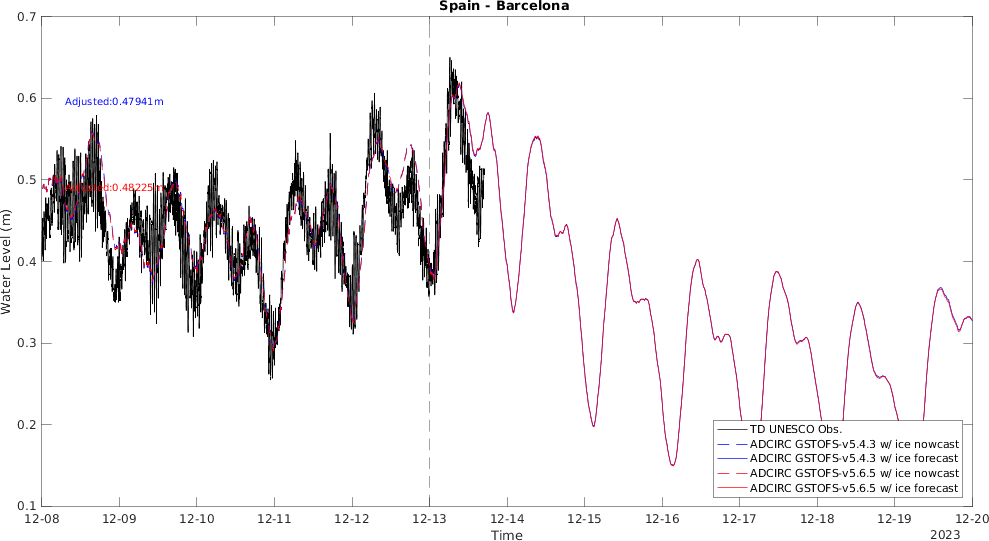 Spain - Barcelona
0.7
0.6
0.5
0.4
0.3
0.2
0.1
Water Level (m)
Adjusted:0.47941m
Adjusted:0.48225m
TD UNESCO Obs.
ADCIRC GSTOFS-v5.4.3 w/ ice nowcast
ADCIRC GSTOFS-v5.4.3 w/ ice forecast
ADCIRC GSTOFS-v5.6.5 w/ ice nowcast
ADCIRC GSTOFS-v5.6.5 w/ ice forecast
12-08 12-09 12-10 12-11 12-12 12-13 12-14 12-15 12-16 12-17 12-18 12-19 12-20
Time
2023